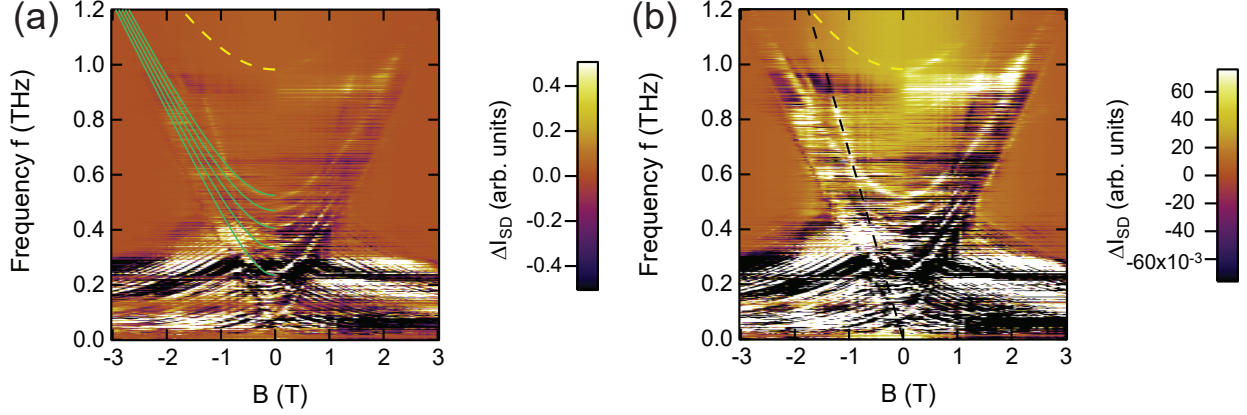 (a)
1.2
1.0
0.8
0.6
0.4
0.2
0.0
Frequency f (THz)
-3 -2 -1 0 1 2 3
B (T)
0.4
0.2
0.0
-0.2
-0.4
ΔI_SD (arb. units)
(b)
1.2
1.0
0.8
0.6
0.4
0.2
0.0
Frequency f (THz)
-3 -2 -1 0 1 2 3
B (T)
60
40
20
0
-20
-40
-60x10⁻³
ΔI_SD (arb. units)